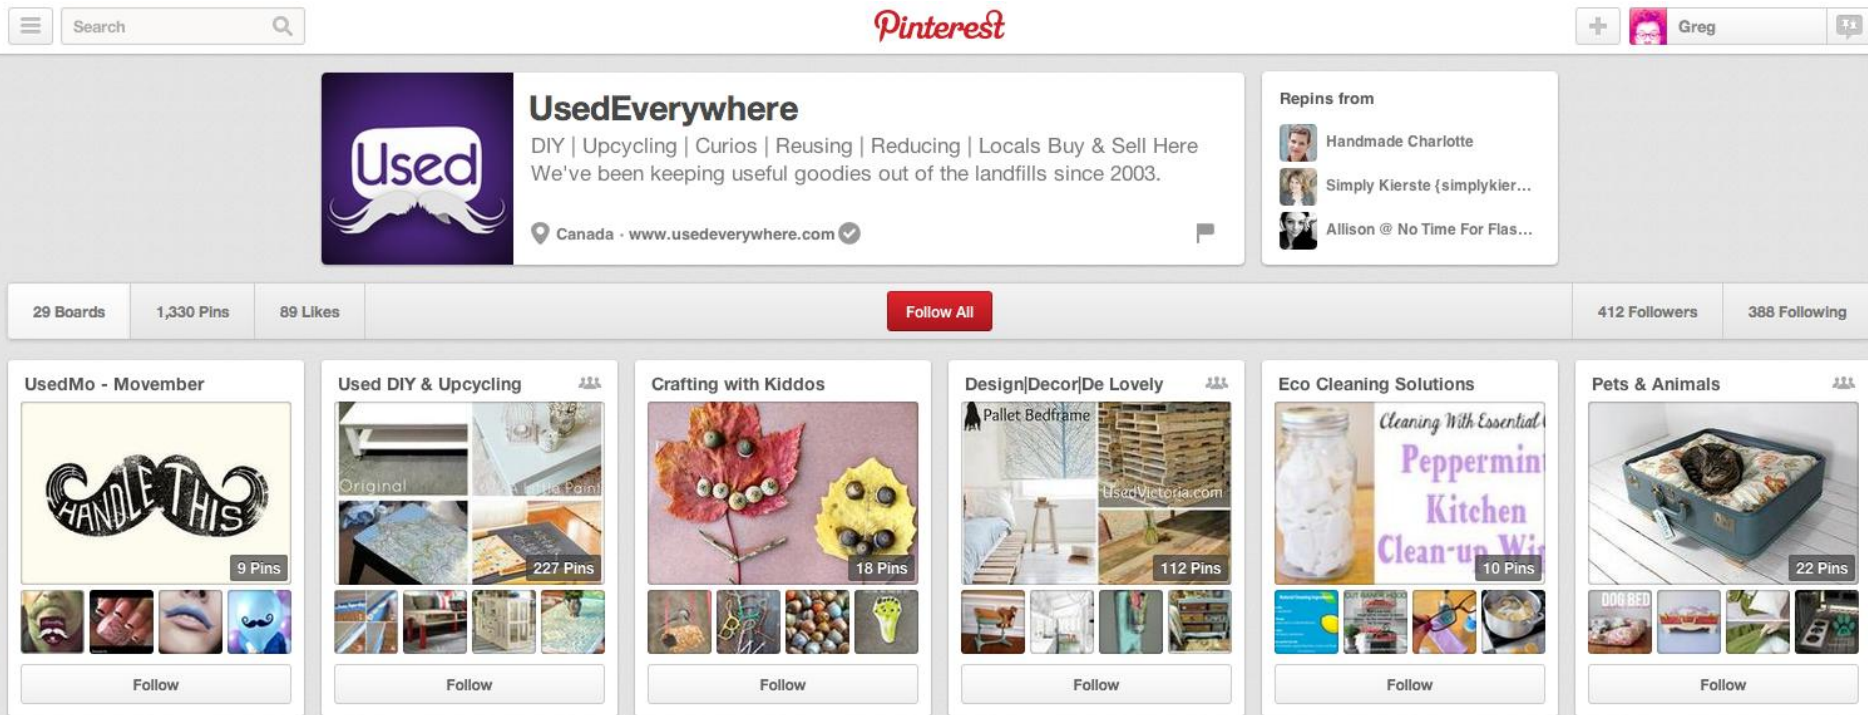 Search
Pinterest
Greg
Used
UsedEverywhere
DIY | Upcycling | Curios | Reusing | Reducing | Locals Buy & Sell Here
We've been keeping useful goodies out of the landfills since 2003.
Canada · www.usedeverywhere.com
Repins from
Handmade Charlotte
Simply Kierste {simplykier...
Allison @ No Time For Flas...
29 Boards
1,330 Pins
89 Likes
Follow All
412 Followers
388 Following
UsedMo - Movember
HANDLE THIS
9 Pins
Follow
Used DIY & Upcycling
Original
Paint
227 Pins
Follow
Crafting with Kiddos
18 Pins
Follow
Design|Decor|De Lovely
Pallet Bedframe
UsedVictoria.com
112 Pins
Follow
Eco Cleaning Solutions
Cleaning With Essential
Peppermin
Kitchen
Clean-up Wi
10 Pins
Follow
Pets & Animals
22 Pins
DOG BED
Follow